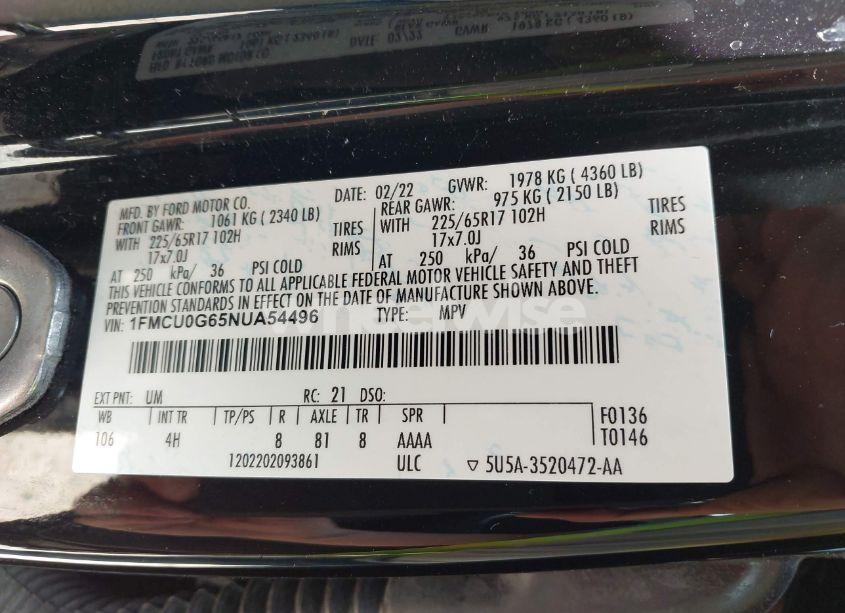 MFD. BY FORD MOTOR CO.
DATE: 02/22 GVWR: 1978 KG ( 4360 LB)
FRONT GAWR: 1061 KG ( 2340 LB)
REAR GAWR: 975 KG ( 2150 LB)
WITH 225/65R17 102H TIRES
17x7.0J RIMS
AT 250 kPa/ 36 PSI COLD
WITH 225/65R17 102H TIRES
17x7.0J RIMS
AT 250 kPa/ 36 PSI COLD
THIS VEHICLE CONFORMS TO ALL APPLICABLE FEDERAL MOTOR VEHICLE SAFETY AND THEFT
PREVENTION STANDARDS IN EFFECT ON THE DATE OF MANUFACTURE SHOWN ABOVE.
VIN: 1FMCU0G65NUA54496 TYPE: MPV
EXT PNT: UM RC: 21 DSO:
WB INT TR TP/PS R AXLE TR SPR
106 4H 8 81 8 AAAA
F0136
T0146
1202202093861 ULC ▽ 5U5A-3520472-AA
wheelwise